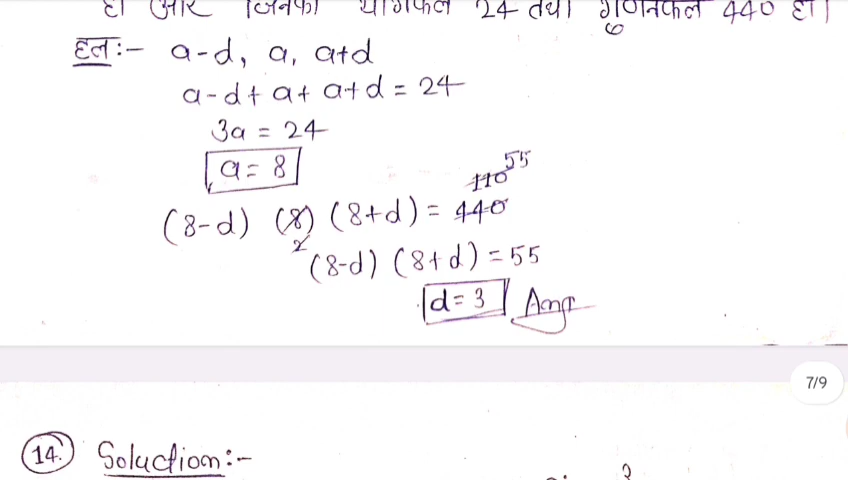 हो और जिनका योगफल 24 तथा गुणनफल 440 हो।
हल:- a-d, a, a+d
a-d+a+a+d=24
3a = 24
a = 8
110 55
(8-d) (8) (8+d) = 440
2
(8-d) (8+d) = 55
d=3 Ans
7/9
14. Soluction:-